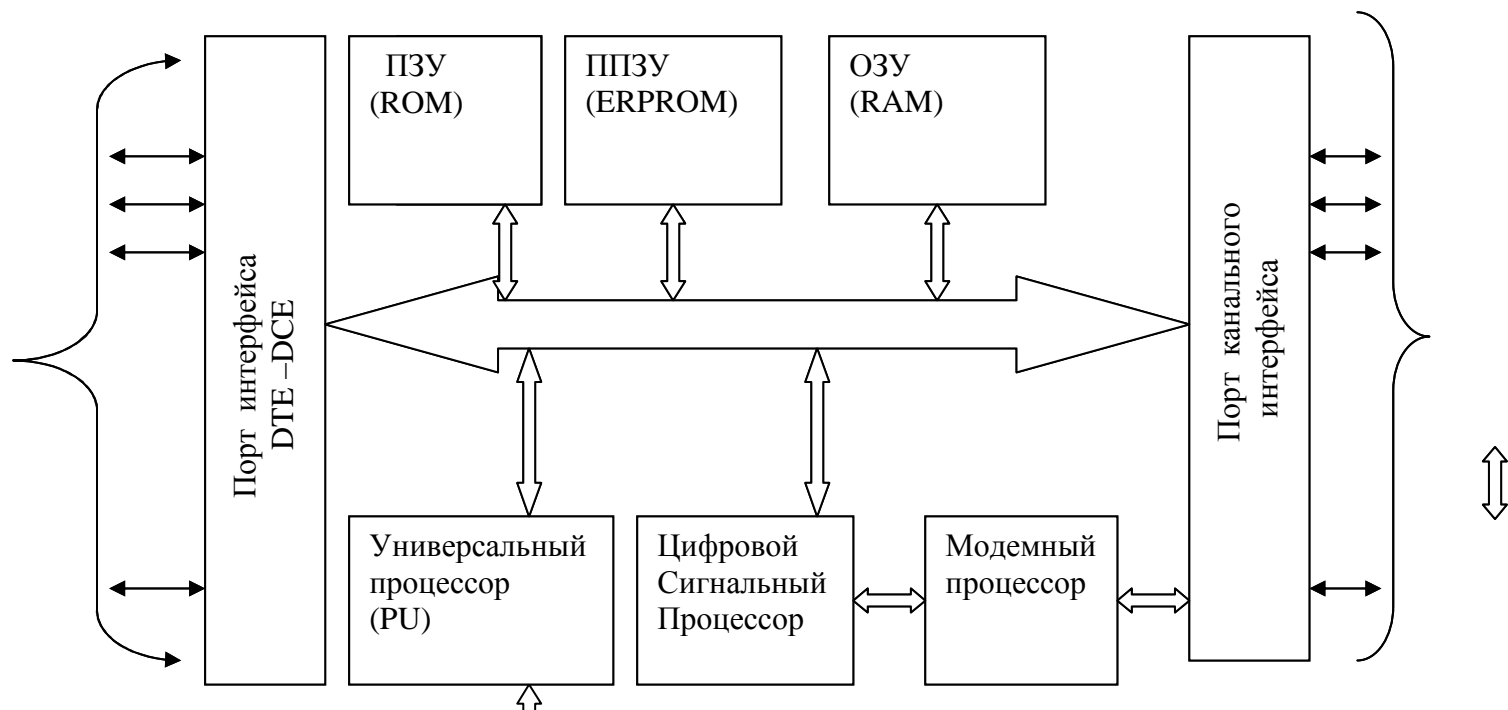 ПЗУ
(ROM)
ППЗУ
(ERPROM)
ОЗУ
(RAM)
Порт интерфейса
DTE –DCE
Порт канального
интерфейса
Универсальный
процессор
(PU)
Цифровой
Сигнальный
Процессор
Модемный
процессор